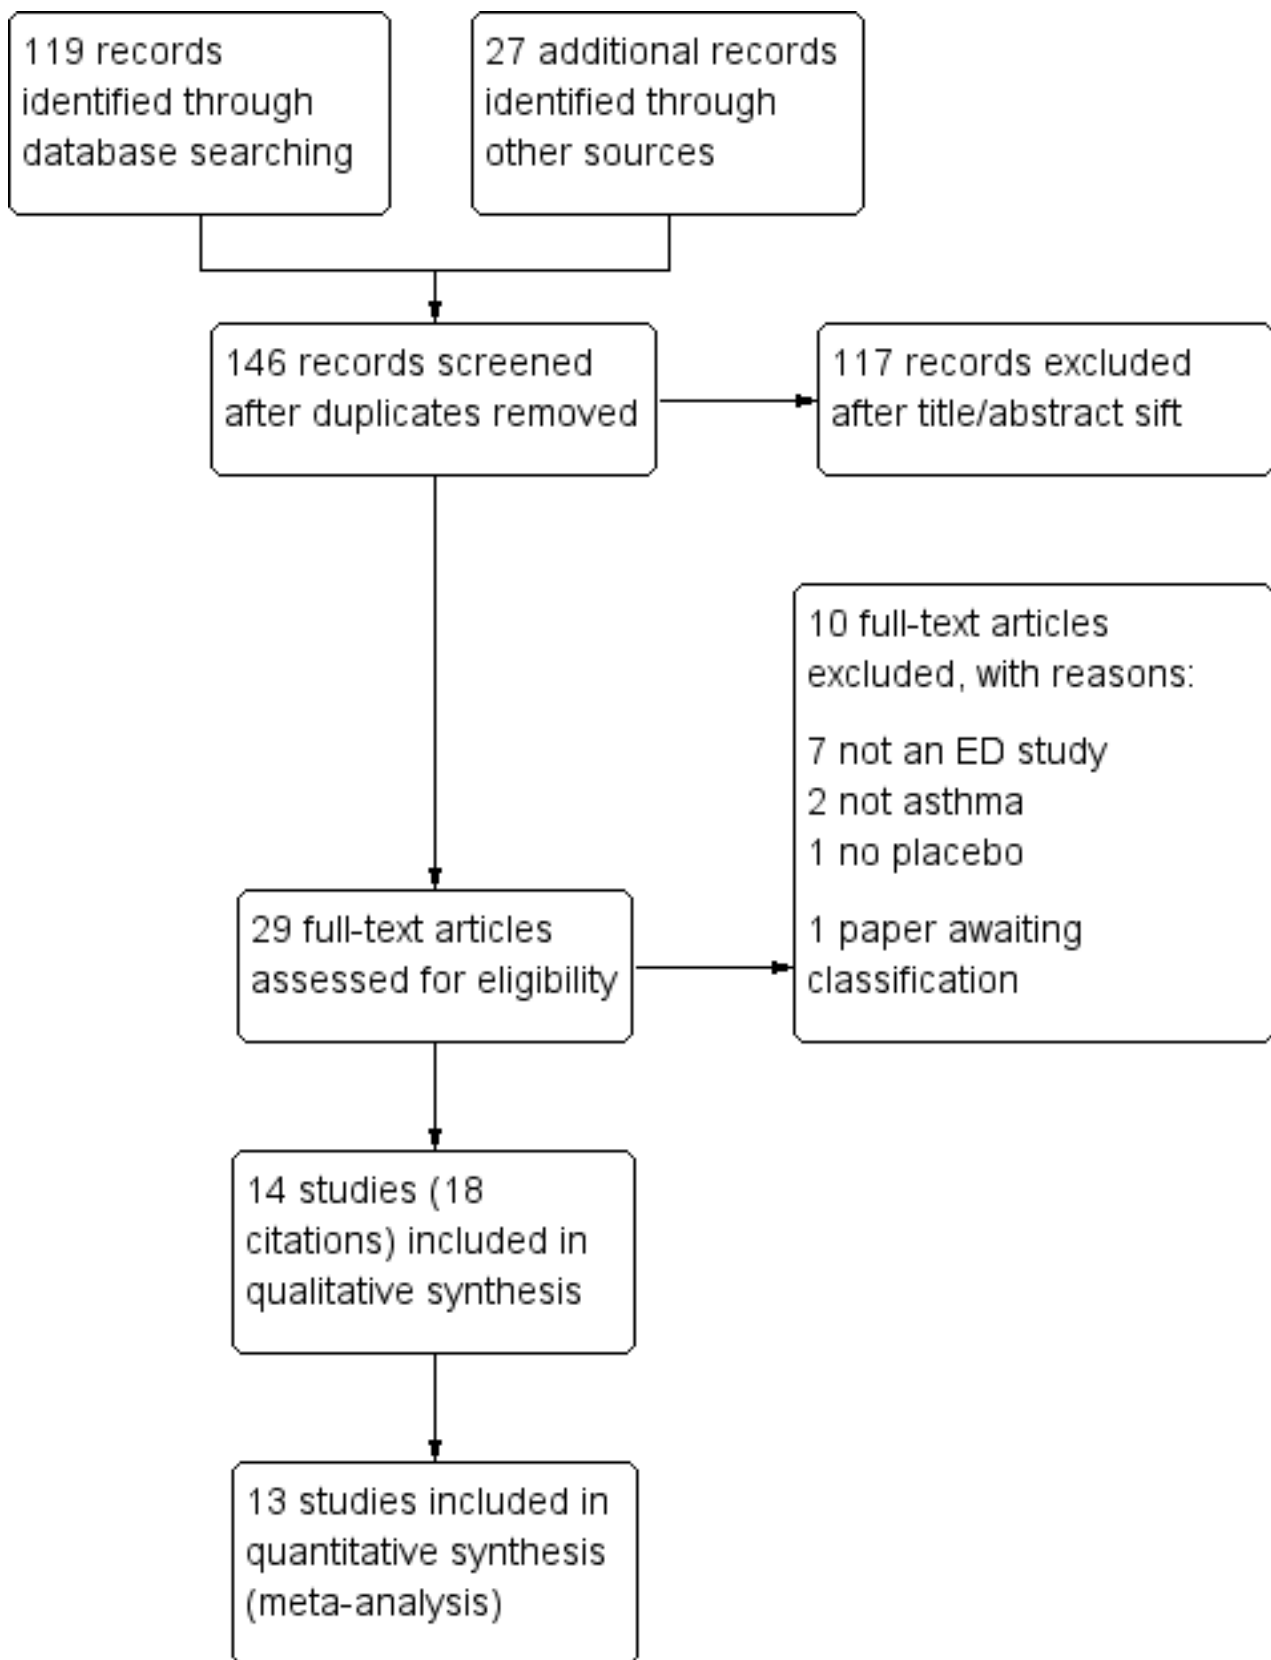 119 records
identified through
database searching
27 additional records
identified through
other sources
146 records screened
after duplicates removed
117 records excluded
after title/abstract sift
10 full-text articles
excluded, with reasons:
7 not an ED study
2 not asthma
1 no placebo
1 paper awaiting
classification
29 full-text articles
assessed for eligibility
14 studies (18
citations) included in
qualitative synthesis
13 studies included in
quantitative synthesis
(meta-analysis)